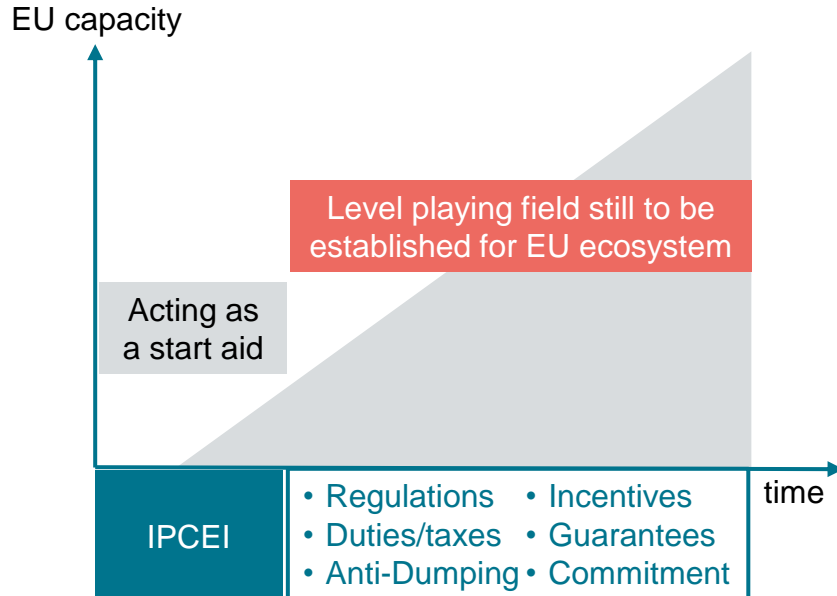 EU capacity
Level playing field still to be
established for EU ecosystem
Acting as
a start aid
time
IPCEI
• Regulations
• Duties/taxes
• Anti-Dumping
• Incentives
• Guarantees
• Commitment